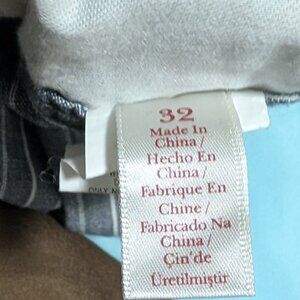 32
Made In
China/
Hecho En
China/
Fabrique En
Chine/
Fabricado Na
China/
Çin'de
Üretilmiştir